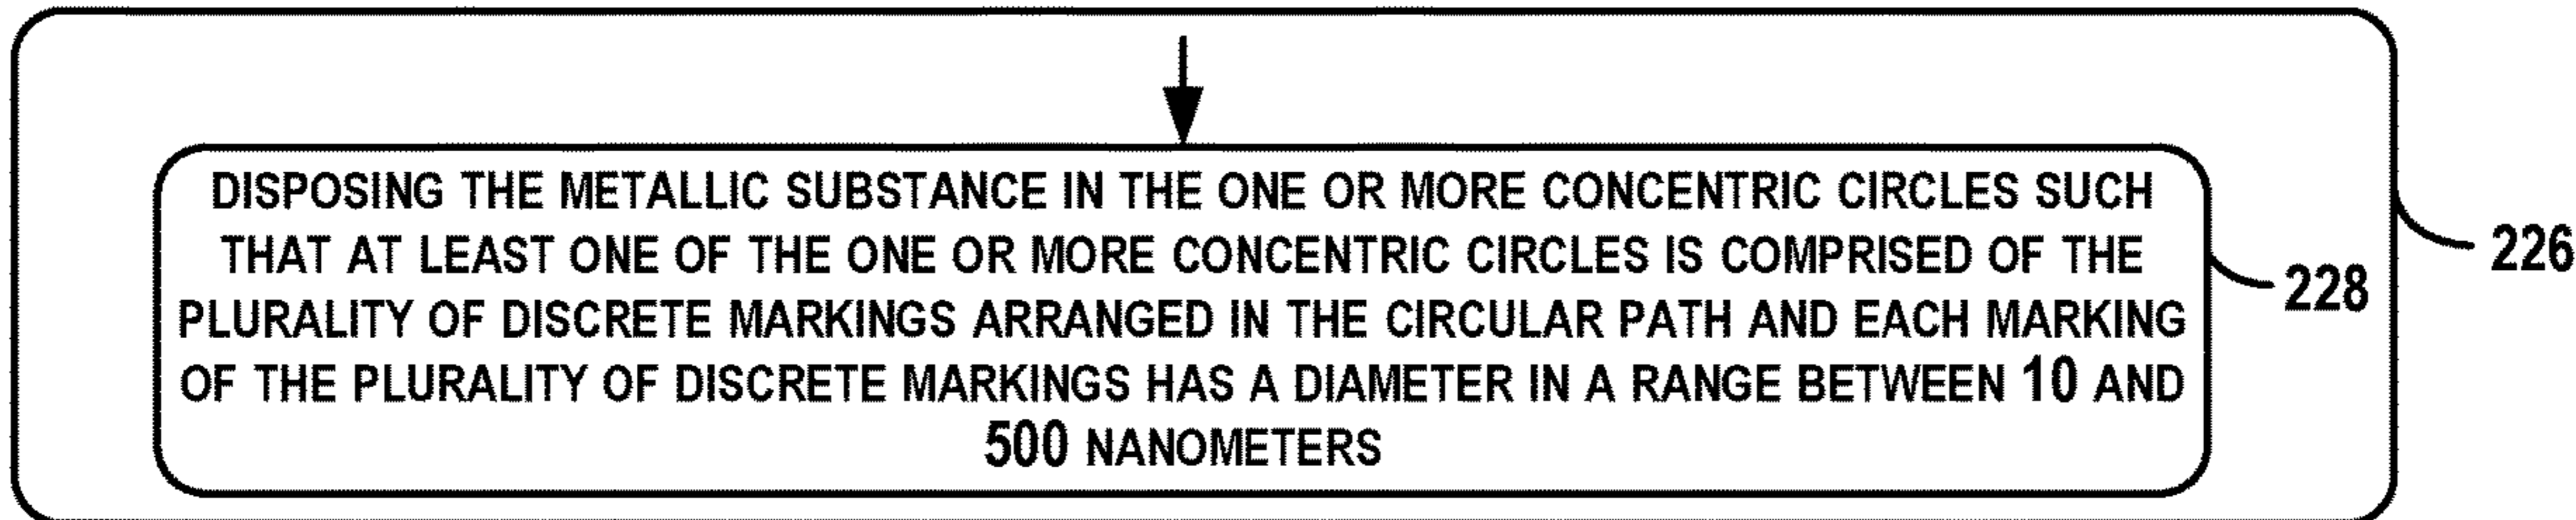 DISPOSING THE METALLIC SUBSTANCE IN THE ONE OR MORE CONCENTRIC CIRCLES SUCH
THAT AT LEAST ONE OF THE ONE OR MORE CONCENTRIC CIRCLES IS COMPRISED OF THE
PLURALITY OF DISCRETE MARKINGS ARRANGED IN THE CIRCULAR PATH AND EACH MARKING
OF THE PLURALITY OF DISCRETE MARKINGS HAS A DIAMETER IN A RANGE BETWEEN 10 AND
500 NANOMETERS
228
226